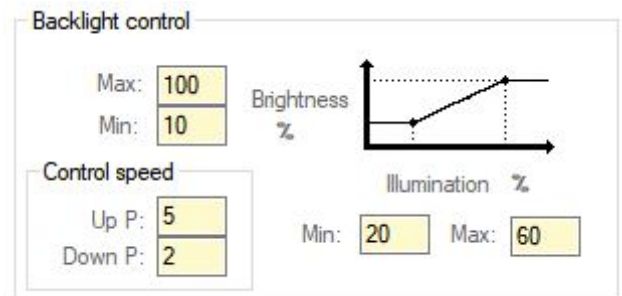 Backlight control
Max: 100
Min: 10
Brightness
%
Control speed
Up P: 5
Down P: 2
Illumination %
Min: 20 Max: 60